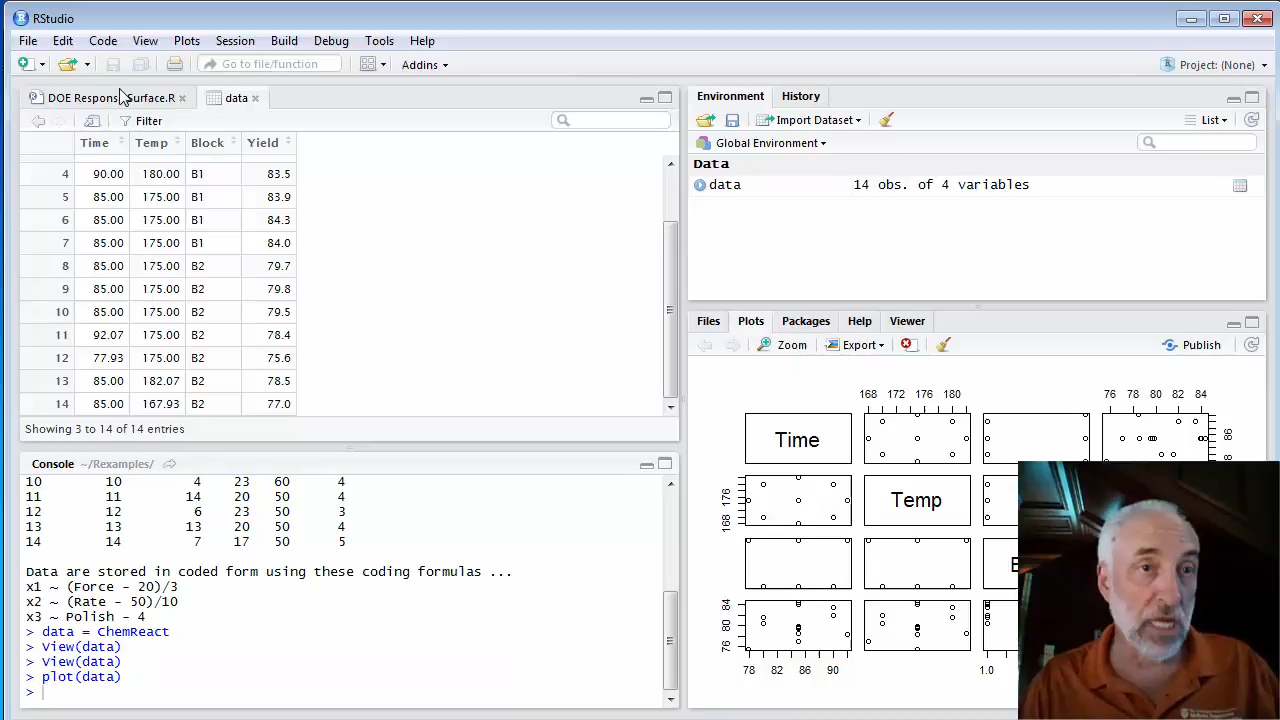 RStudio
File Edit Code View Plots Session Build Debug Tools Help
Go to file/function Addins Project: (None)
DOE Respons Surface.R data
Filter
Time Temp Block Yield
4 90.00 180.00 B1 83.5
5 85.00 175.00 B1 83.9
6 85.00 175.00 B1 84.3
7 85.00 175.00 B1 84.0
8 85.00 175.00 B2 79.7
9 85.00 175.00 B2 79.8
10 85.00 175.00 B2 79.5
11 92.07 175.00 B2 78.4
12 77.93 175.00 B2 75.6
13 85.00 182.07 B2 78.5
14 85.00 167.93 B2 77.0
Showing 3 to 14 of 14 entries
Console ~/Rexamples/
10 10 4 23 60 4
11 11 14 20 50 4
12 12 6 23 50 3
13 13 13 20 50 4
14 14 7 17 50 5
Data are stored in coded form using these coding formulas ...
x1 ~ (Force - 20)/3
x2 ~ (Rate - 50)/10
x3 ~ Polish - 4
> data = ChemReact
> View(data)
> View(data)
> plot(data)
>
Environment History
Import Dataset List
Global Environment
Data
data 14 obs. of 4 variables
Files Plots Packages Help Viewer
Zoom Export Publish
168 172 176 180 76 78 80 82 84
Time
86
Temp
168 176
76 80 84
78 82 86 90 1.0